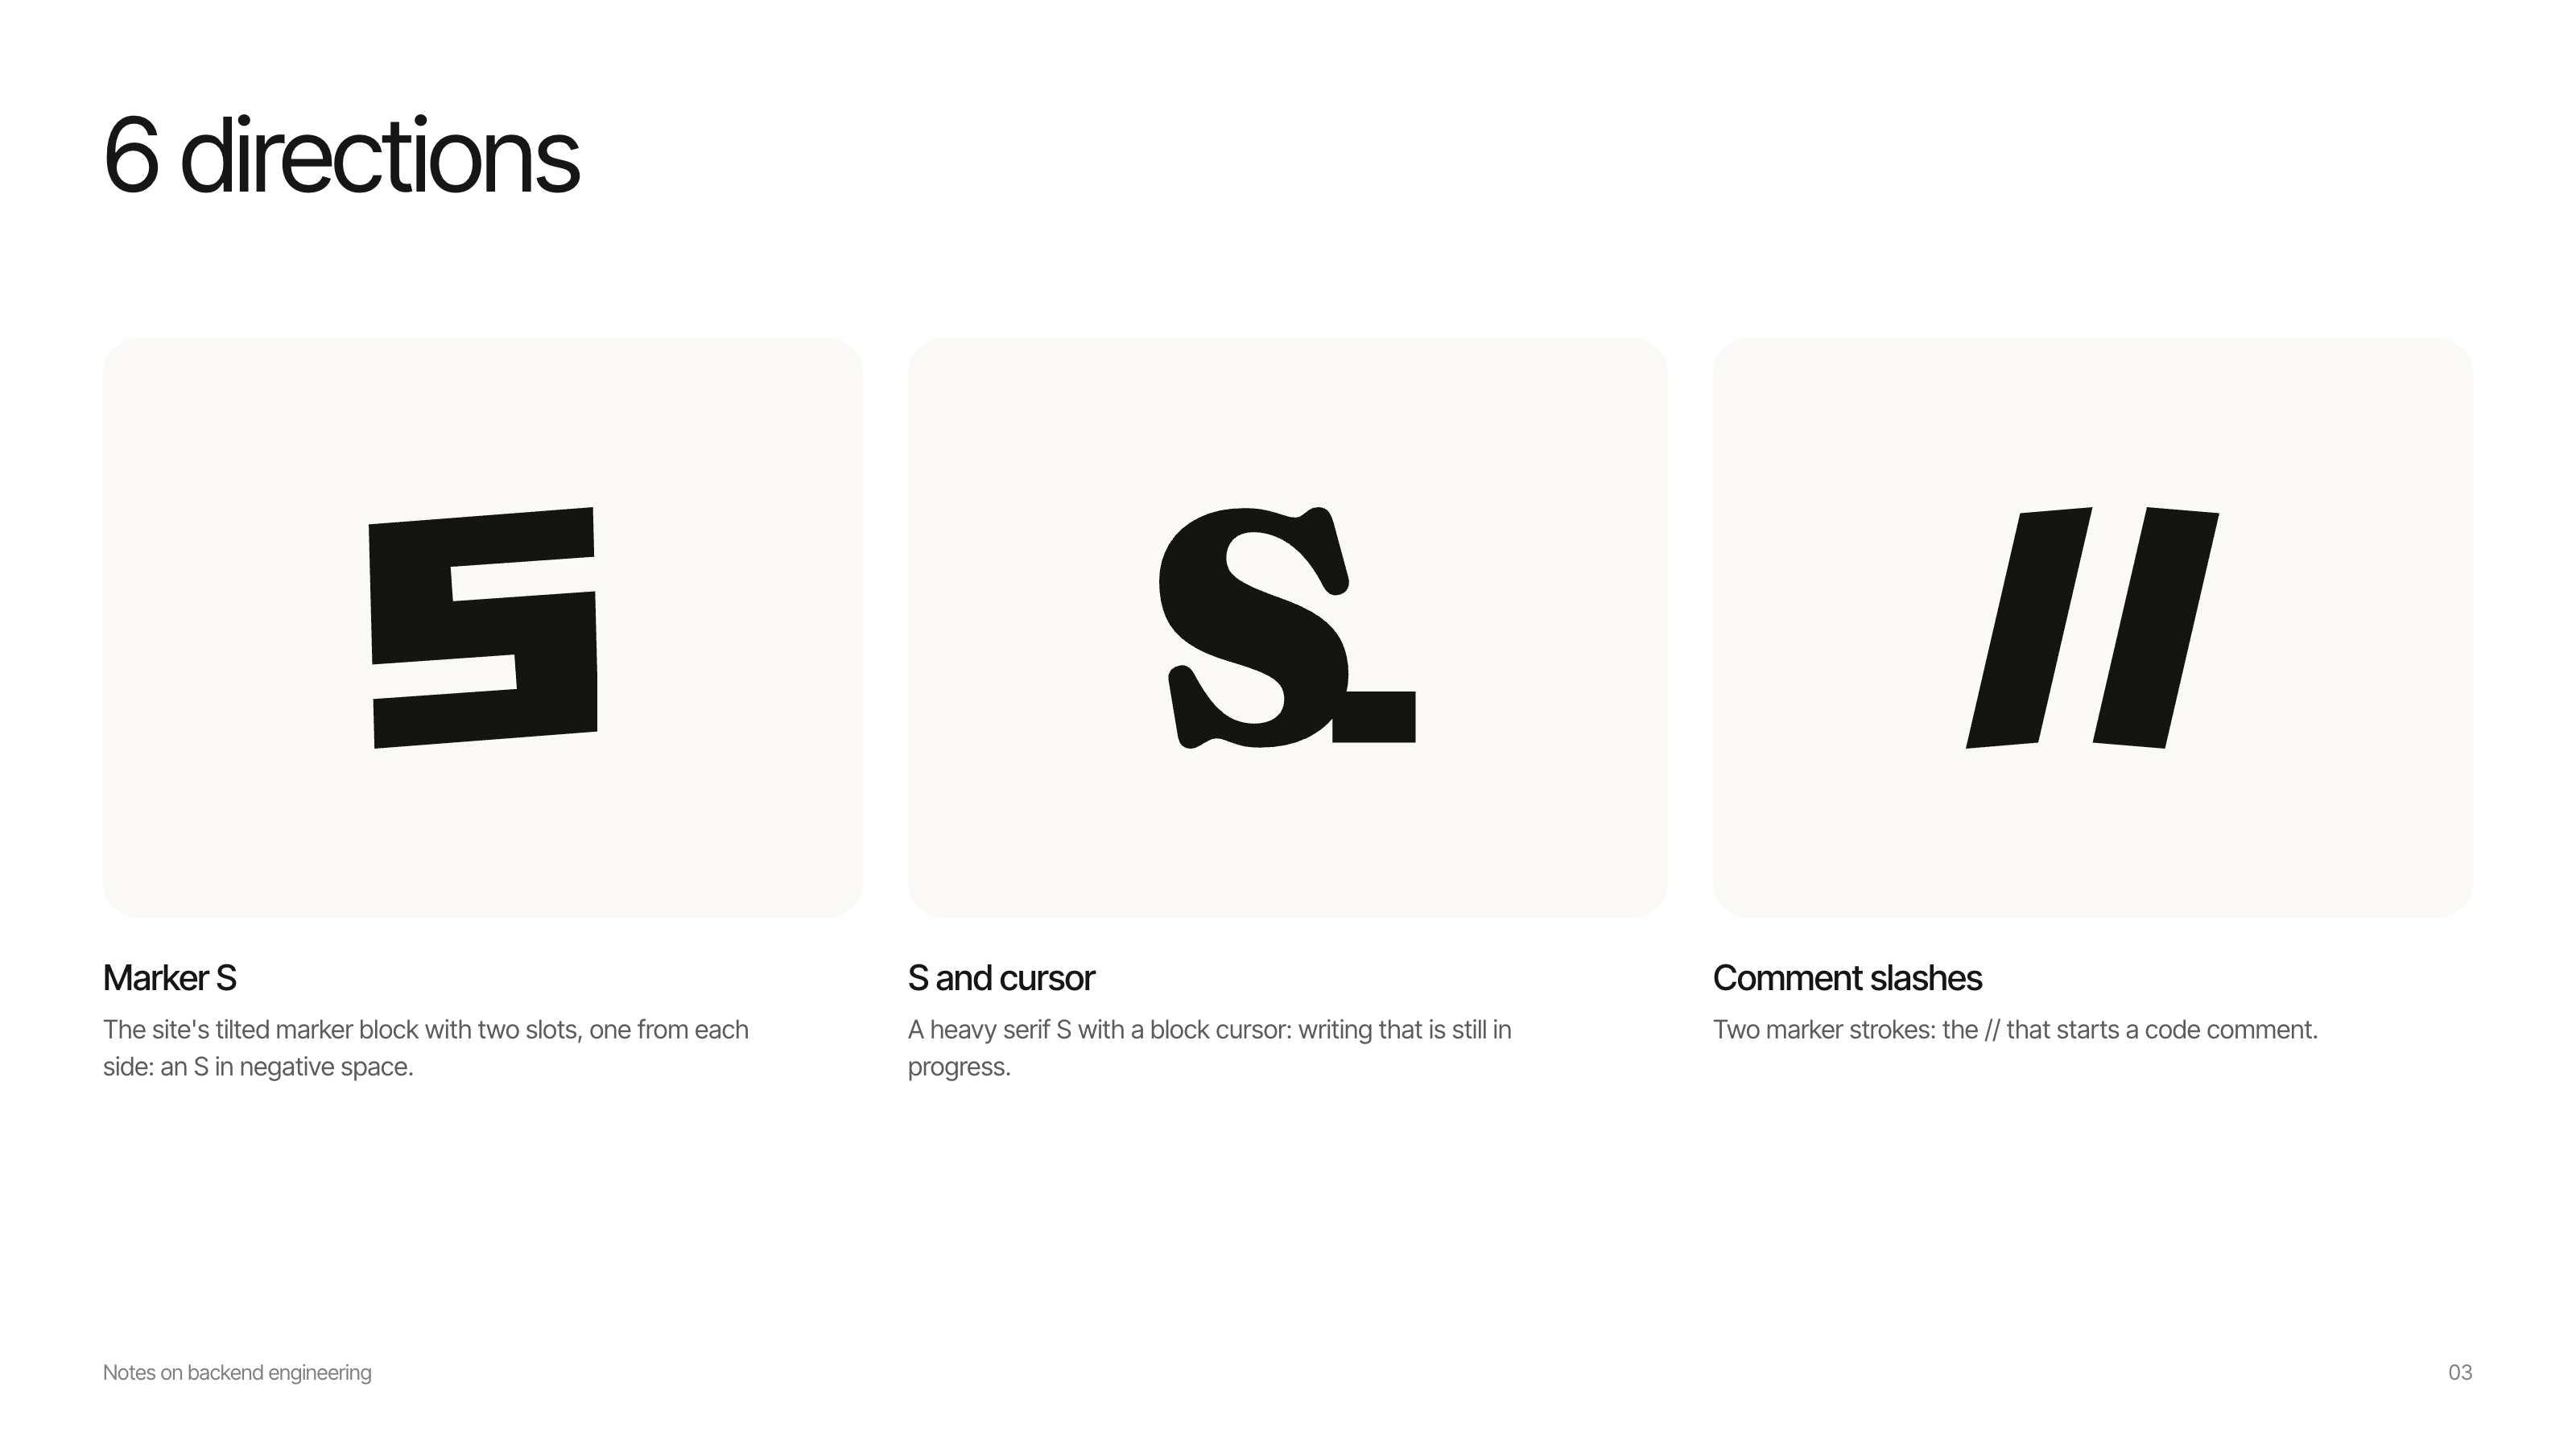 6 directions
S
S.
//
Marker S
The site's tilted marker block with two slots, one from each
side: an S in negative space.
S and cursor
A heavy serif S with a block cursor: writing that is still in
progress.
Comment slashes
Two marker strokes: the // that starts a code comment.
Notes on backend engineering
03